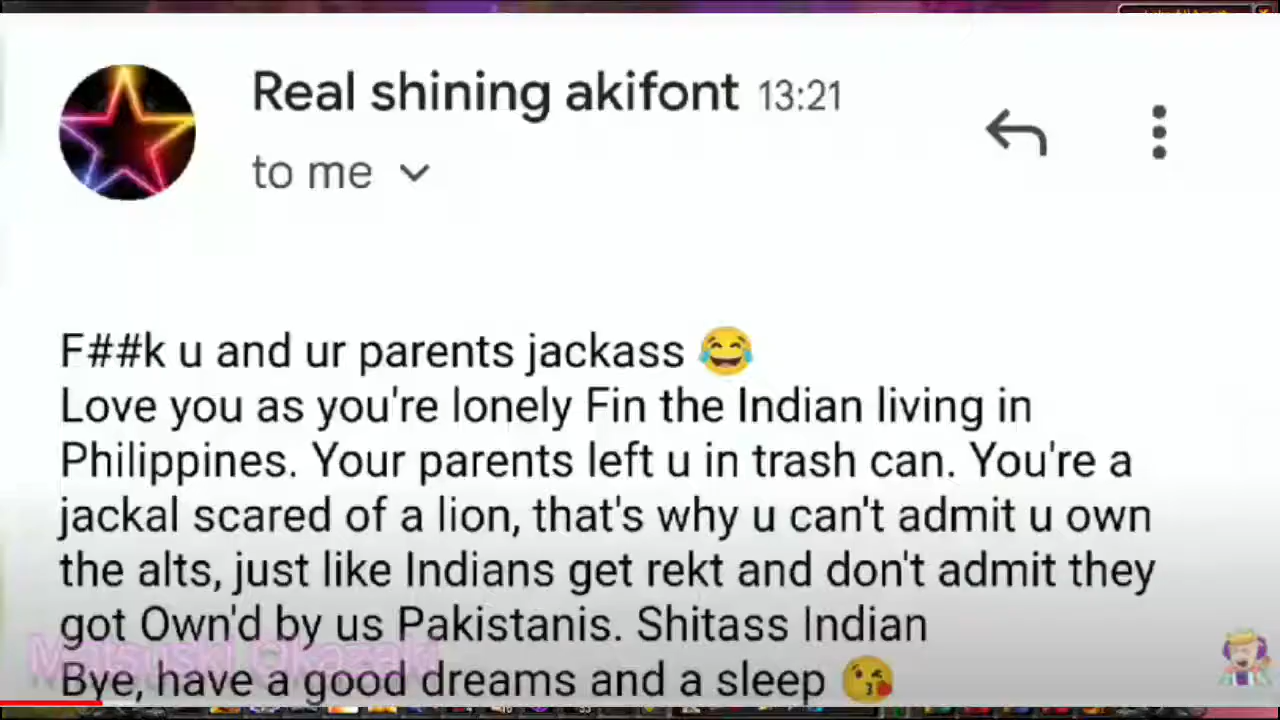 Real shining akifont 13:21
to me
F##k u and ur parents jackass 😂
Love you as you're lonely Fin the Indian living in
Philippines. Your parents left u in trash can. You're a
jackal scared of a lion, that's why u can't admit u own
the alts, just like Indians get rekt and don't admit they
got Own'd by us Pakistanis. Shitass Indian
Bye, have a good dreams and a sleep 😘